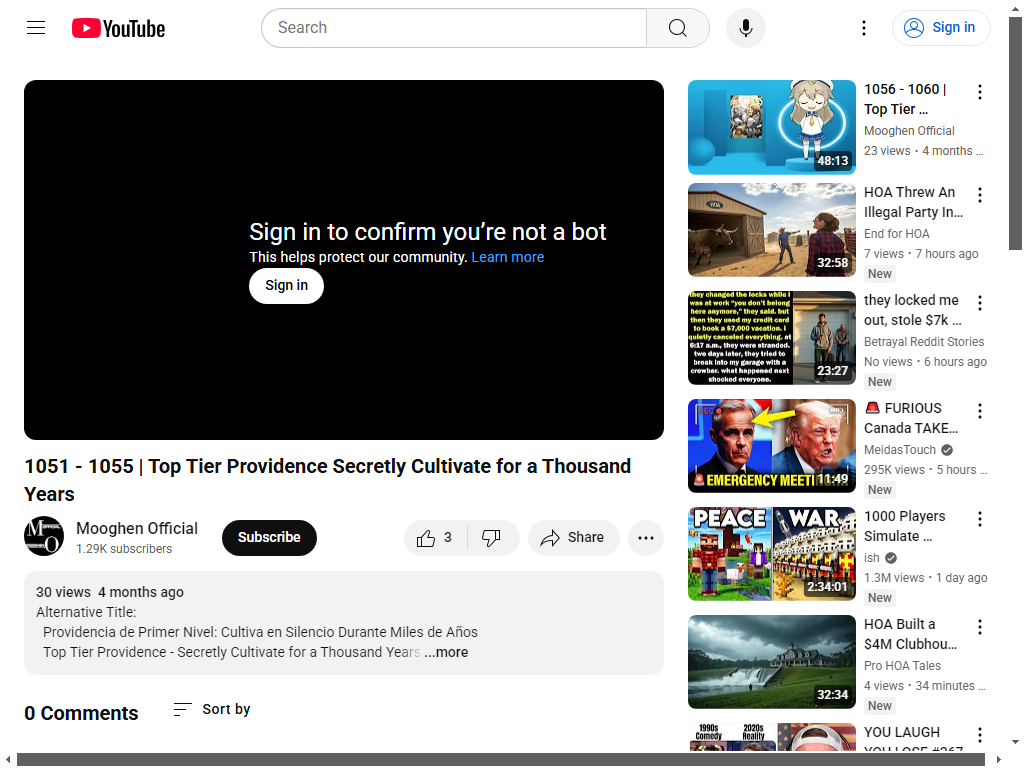 YouTube
Search
Sign in
Sign in to confirm you're not a bot
This helps protect our community. Learn more
Sign in
1051 - 1055 | Top Tier Providence Secretly Cultivate for a Thousand
Years
Mooghen Official
1.29K subscribers
Subscribe
3
Share
30 views 4 months ago
Alternative Title:
Providencia de Primer Nivel: Cultiva en Silencio Durante Miles de Años
Top Tier Providence - Secretly Cultivate for a Thousand Years ...more
0 Comments
Sort by
48:13
1056 - 1060 |
Top Tier ...
Mooghen Official
23 views • 4 months ...
HOA
32:58
HOA Threw An
Illegal Party In...
End for HOA
7 views • 7 hours ago
New
they changed the locks while i
was at work “you don’t belong
here anymore,” they said. but
then they used my credit card
to book a $7,000 vacation. i
quietly canceled everything. at
6:17 a.m., they were stranded.
two days later, they tried to
break into my garage with a
crowbar. what happened next
shocked everyone.
23:27
they locked me
out, stole $7k ...
Betrayal Reddit Stories
No views • 6 hours ago
New
REC
🚨 EMERGENCY MEETI
11:49
🚨 FURIOUS
Canada TAKE...
MeidasTouch
295K views • 5 hours ...
New
PEACE WAR
2:34:01
1000 Players
Simulate ...
ish
1.3M views • 1 day ago
New
32:34
HOA Built a
$4M Clubhou...
Pro HOA Tales
4 views • 34 minutes ...
New
1990s 2020s
Comedy Reality
YOU LAUGH
YOU LOSE #267